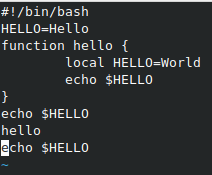 #!/bin/bash
HELLO=Hello
function hello {
        local HELLO=World
        echo $HELLO
}
echo $HELLO
hello
echo $HELLO
~